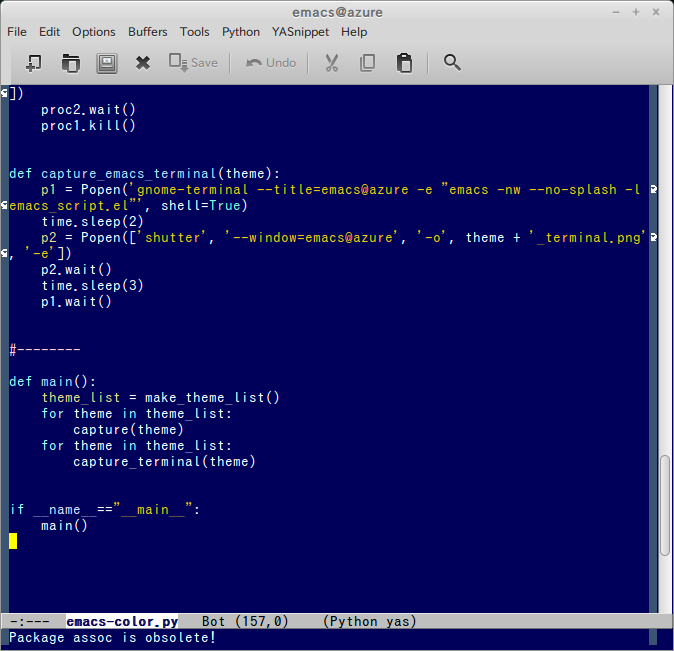 emacs@azure
File Edit Options Buffers Tools Python YASnippet Help
Save Undo
])
    proc2.wait()
    proc1.kill()
def capture_emacs_terminal(theme):
    p1 = Popen('gnome-terminal --title=emacs@azure -e "emacs -nw --no-splash -l
emacs_script.el"', shell=True)
    time.sleep(2)
    p2 = Popen(['shutter', '--window=emacs@azure', '-o', theme + '_terminal.png'
, '-e'])
    p2.wait()
    time.sleep(3)
    p1.wait()
#--------
def main():
    theme_list = make_theme_list()
    for theme in theme_list:
        capture(theme)
    for theme in theme_list:
        capture_terminal(theme)
if __name__=="__main__":
    main()
-:--- emacs-color.py Bot (157,0) (Python yas)
Package assoc is obsolete!